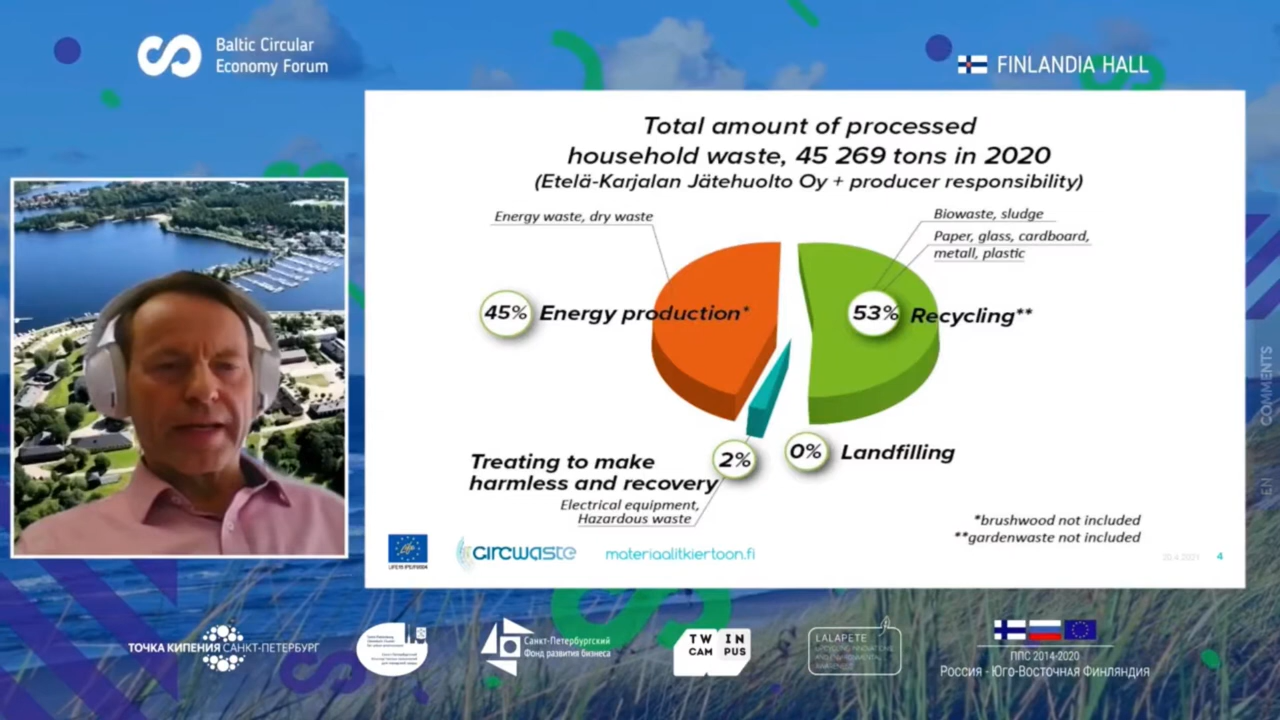 Baltic Circular
Economy Forum
FINLANDIA HALL
Total amount of processed
household waste, 45 269 tons in 2020
(Etelä-Karjalan Jätehuolto Oy + producer responsibility)
Energy waste, dry waste
Biowaste, sludge
Paper, glass, cardboard,
metall, plastic
45% Energy production*
53% Recycling**
Treating to make
harmless and recovery
2%
0% Landfilling
Electrical equipment,
Hazardous waste
*brushwood not included
**gardenwaste not included
circwaste
materiaalitkiertoon.fi
20.4.2021
4
EN COMMENTS
ТОЧКА КИПЕНИЯ САНКТ-ПЕТЕРБУРГ
Санкт-Петербургский
Фонд развития бизнеса
TW IN
CAM PUS
LALAPETE
ППС 2014-2020
Россия - Юго-Восточная Финляндия